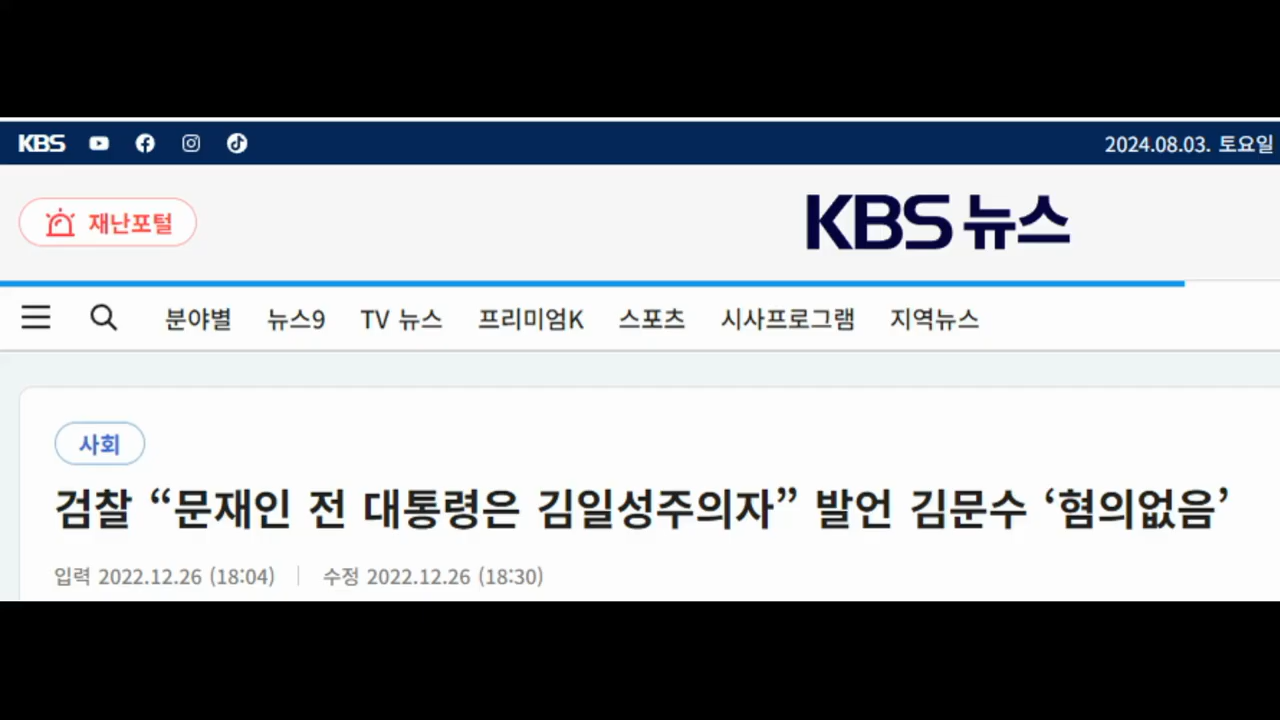 KBS 2024.08.03. 토요일
재난포털 KBS 뉴스
분야별 뉴스9 TV 뉴스 프리미엄K 스포츠 시사프로그램 지역뉴스
사회
검찰 “문재인 전 대통령은 김일성주의자” 발언 김문수 ‘혐의없음’
입력 2022.12.26 (18:04) 수정 2022.12.26 (18:30)